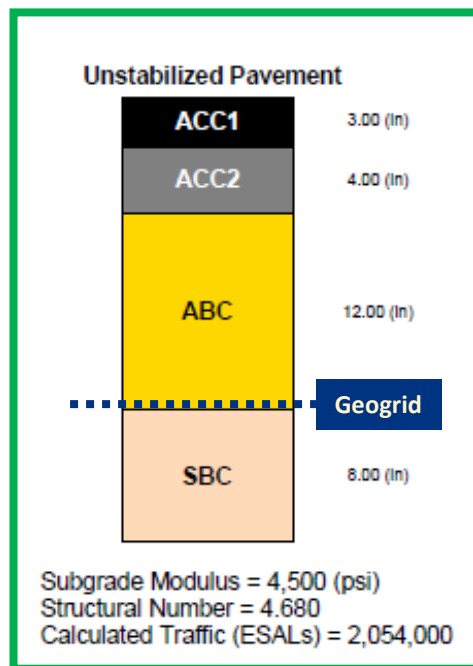 Unstabilized Pavement
ACC1 3.00 (in)
ACC2 4.00 (in)
ABC 12.00 (in)
Geogrid
SBC 8.00 (in)
Subgrade Modulus = 4,500 (psi)
Structural Number = 4.680
Calculated Traffic (ESALs) = 2,054,000